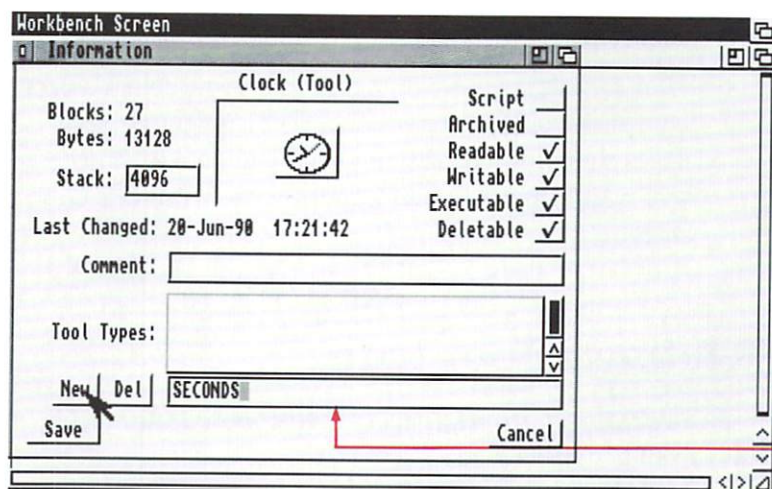 Workbench Screen
Information
Clock (Tool)
Blocks: 27
Bytes: 13128
Stack: 4096
Script
Archived
Readable ✓
Writable ✓
Executable ✓
Deletable ✓
Last Changed: 20-Jun-90 17:21:42
Comment:
Tool Types:
New Del SECONDS
Save Cancel